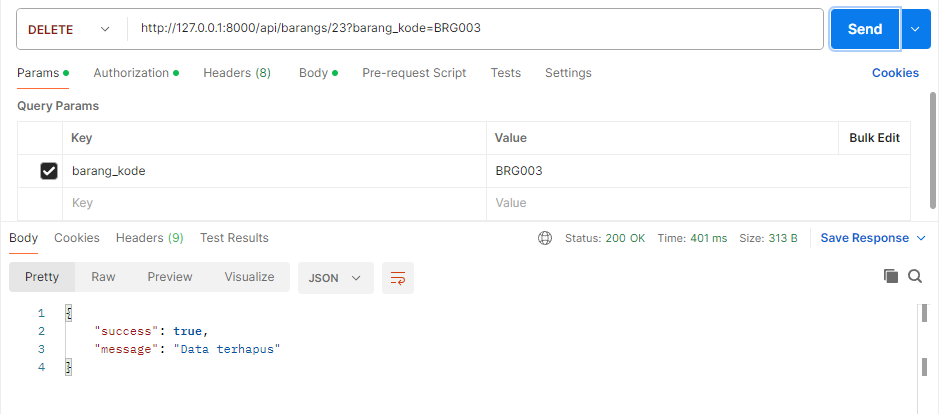 DELETE http://127.0.0.1:8000/api/barangs/23?barang_kode=BRG003 Send
Params Authorization Headers (8) Body Pre-request Script Tests Settings Cookies
Query Params
Key Value Bulk Edit
barang_kode BRG003
Key Value
Body Cookies Headers (9) Test Results Status: 200 OK Time: 401 ms Size: 313 B Save Response
Pretty Raw Preview Visualize JSON
1 {
2 "success": true,
3 "message": "Data terhapus"
4 }